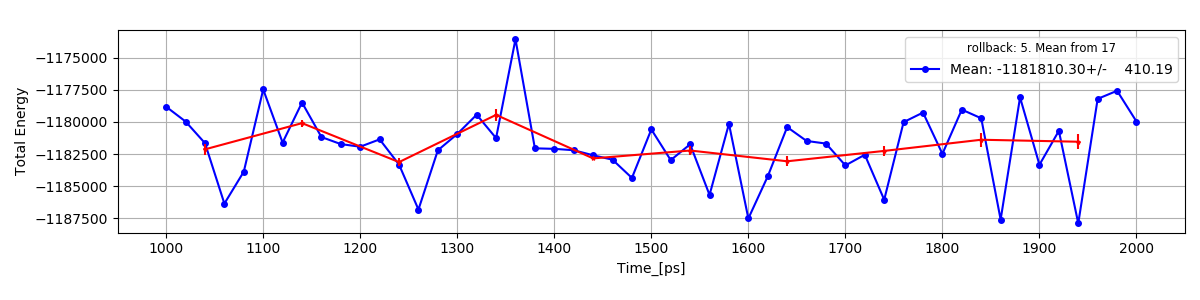 rollback: 5. Mean from 17
Mean: -1181810.30+/- 410.19
Total Energy
−1175000
−1177500
−1180000
−1182500
−1185000
−1187500
1000 1100 1200 1300 1400 1500 1600 1700 1800 1900 2000
Time_[ps]